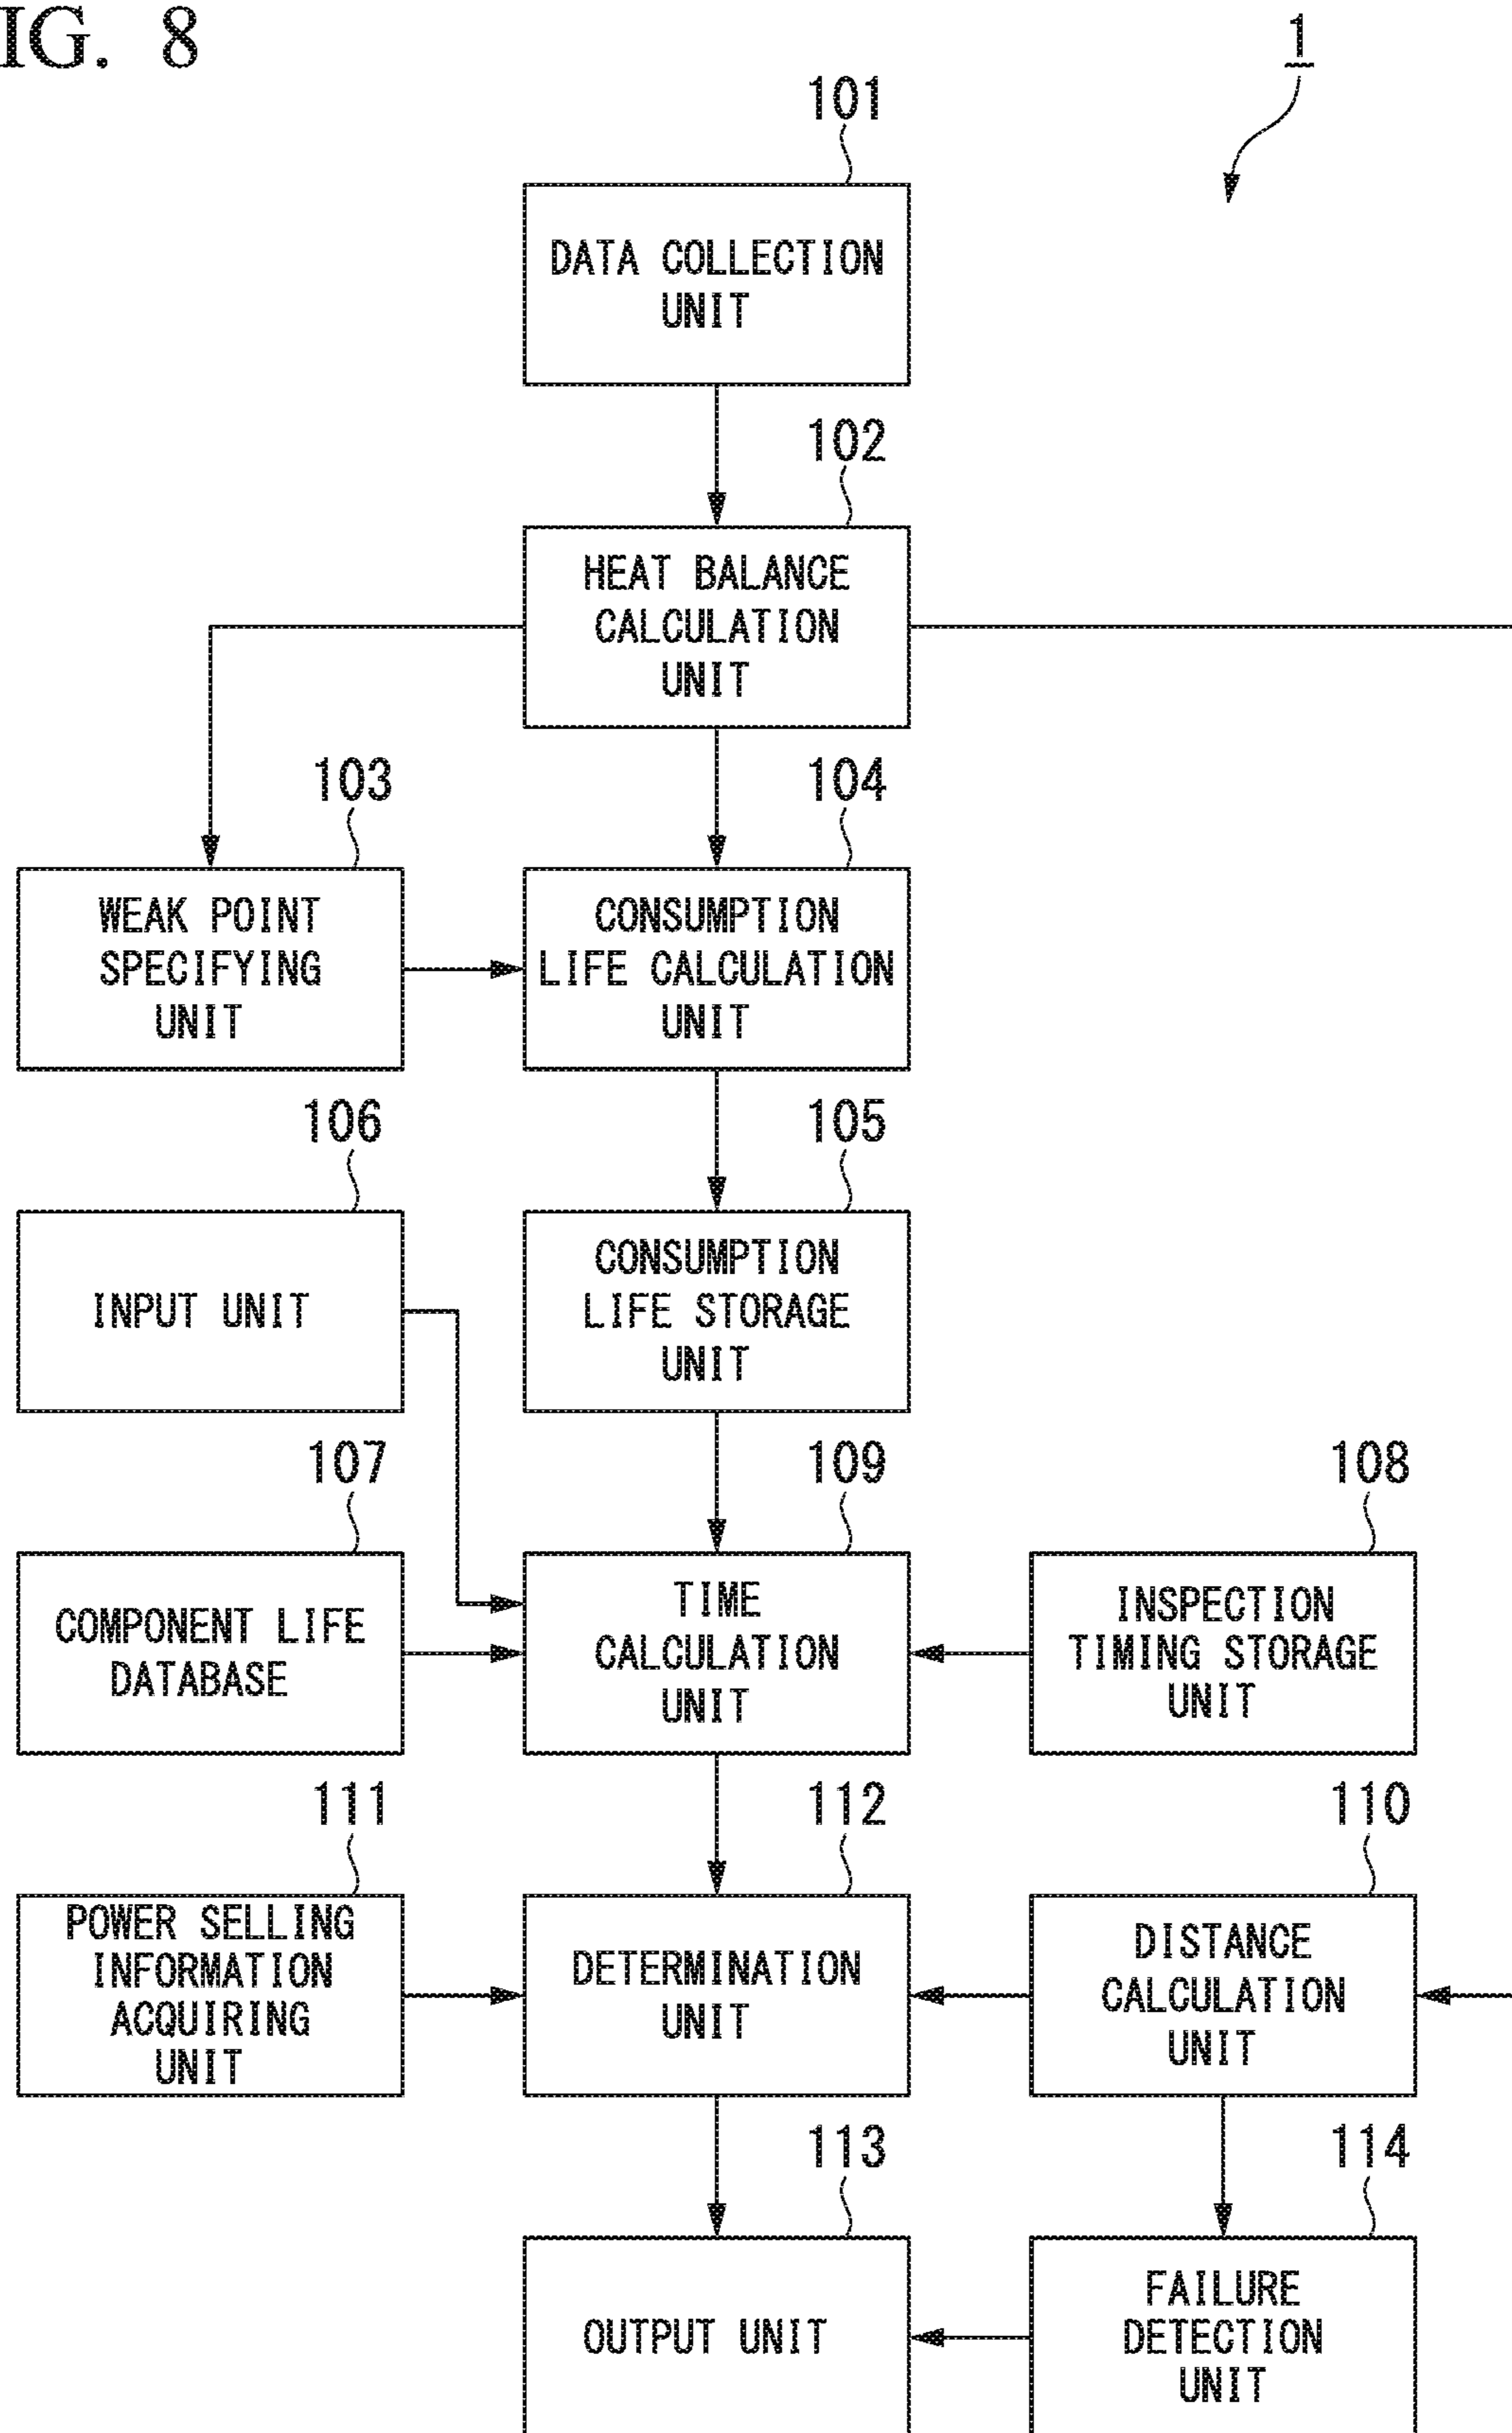 IG. 8
1
101
DATA COLLECTION
UNIT
102
HEAT BALANCE
CALCULATION
UNIT
103
WEAK POINT
SPECIFYING
UNIT
104
CONSUMPTION
LIFE CALCULATION
UNIT
106
INPUT UNIT
105
CONSUMPTION
LIFE STORAGE
UNIT
107
COMPONENT LIFE
DATABASE
109
TIME
CALCULATION
UNIT
108
INSPECTION
TIMING STORAGE
UNIT
111
POWER SELLING
INFORMATION
ACQUIRING
UNIT
112
DETERMINATION
UNIT
110
DISTANCE
CALCULATION
UNIT
113
OUTPUT UNIT
114
FAILURE
DETECTION
UNIT